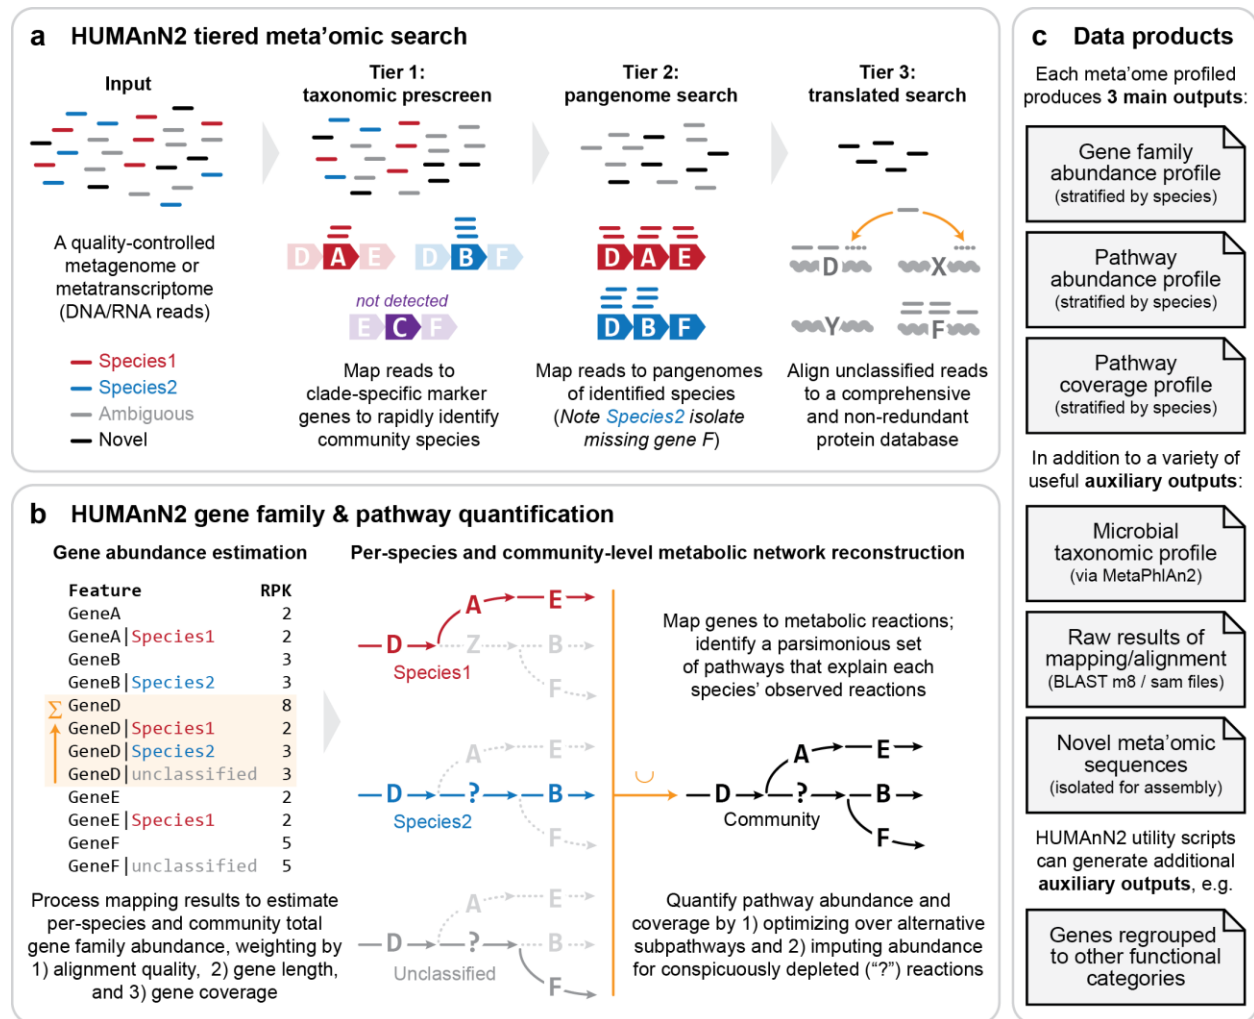 a HUMAnN2 tiered meta'omic search
Input
A quality-controlled
metagenome or
metatranscriptome
(DNA/RNA reads)
Species1
Species2
Ambiguous
Novel
Tier 1:
taxonomic prescreen
D A E
D B F
not detected
E C F
Map reads to
clade-specific marker
genes to rapidly identify
community species
Tier 2:
pangenome search
D A E
D B F
Map reads to pangenomes
of identified species
(Note Species2 isolate
missing gene F)
Tier 3:
translated search
D X
Y F
Align unclassified reads
to a comprehensive
and non-redundant
protein database
b HUMAnN2 gene family & pathway quantification
Gene abundance estimation
Feature RPK
GeneA 2
GeneA|Species1 2
GeneB 3
GeneB|Species2 3
∑ GeneD 8
GeneD|Species1 2
GeneD|Species2 3
GeneD|unclassified 3
GeneE 2
GeneE|Species1 2
GeneF 5
GeneF|unclassified 5
Process mapping results to estimate
per-species and community total
gene family abundance, weighting by
1) alignment quality, 2) gene length,
and 3) gene coverage
Per-species and community-level metabolic network reconstruction
A E
D Z B
Species1
F
A E
D ? B
Species2
F
A E
D ? B
Unclassified
F
Map genes to metabolic reactions;
identify a parsimonious set
of pathways that explain each
species' observed reactions
∪
A E
D ? B
Community
F
Quantify pathway abundance and
coverage by 1) optimizing over alternative
subpathways and 2) imputing abundance
for conspicuously depleted ("?") reactions
c Data products
Each meta'ome profiled
produces 3 main outputs:
Gene family
abundance profile
(stratified by species)
Pathway
abundance profile
(stratified by species)
Pathway
coverage profile
(stratified by species)
In addition to a variety of
useful auxiliary outputs:
Microbial
taxonomic profile
(via MetaPhlAn2)
Raw results of
mapping/alignment
(BLAST m8 / sam files)
Novel meta'omic
sequences
(isolated for assembly)
HUMAnN2 utility scripts
can generate additional
auxiliary outputs, e.g.
Genes regrouped
to other functional
categories